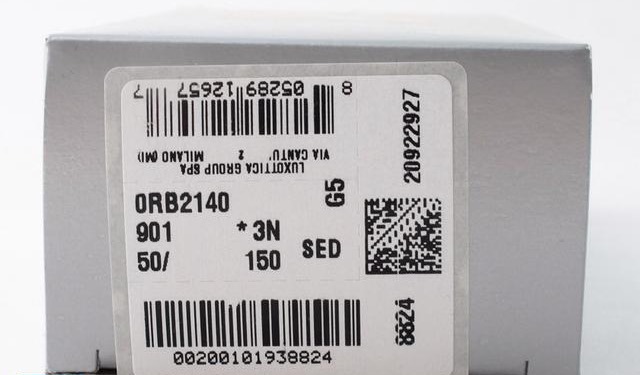 8 05289 12657 7
LUXOTTICA GROUP SPA
VIA CANTU' 2 MILANO (MI)
0RB2140
G5
901 * 3N
50/ 150
SED
20922927
8824
00200101938824